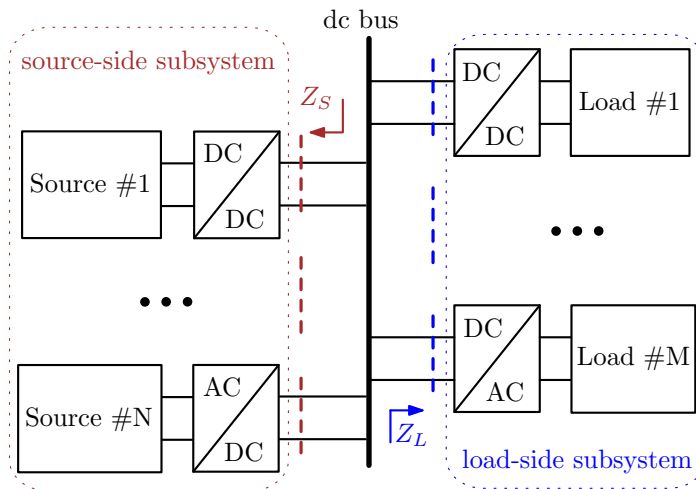 dc bus
source-side subsystem
Z_S
DC
DC
Load #1
Source #1
DC
DC
DC
AC
Load #M
Source #N
AC
DC
Z_L
load-side subsystem